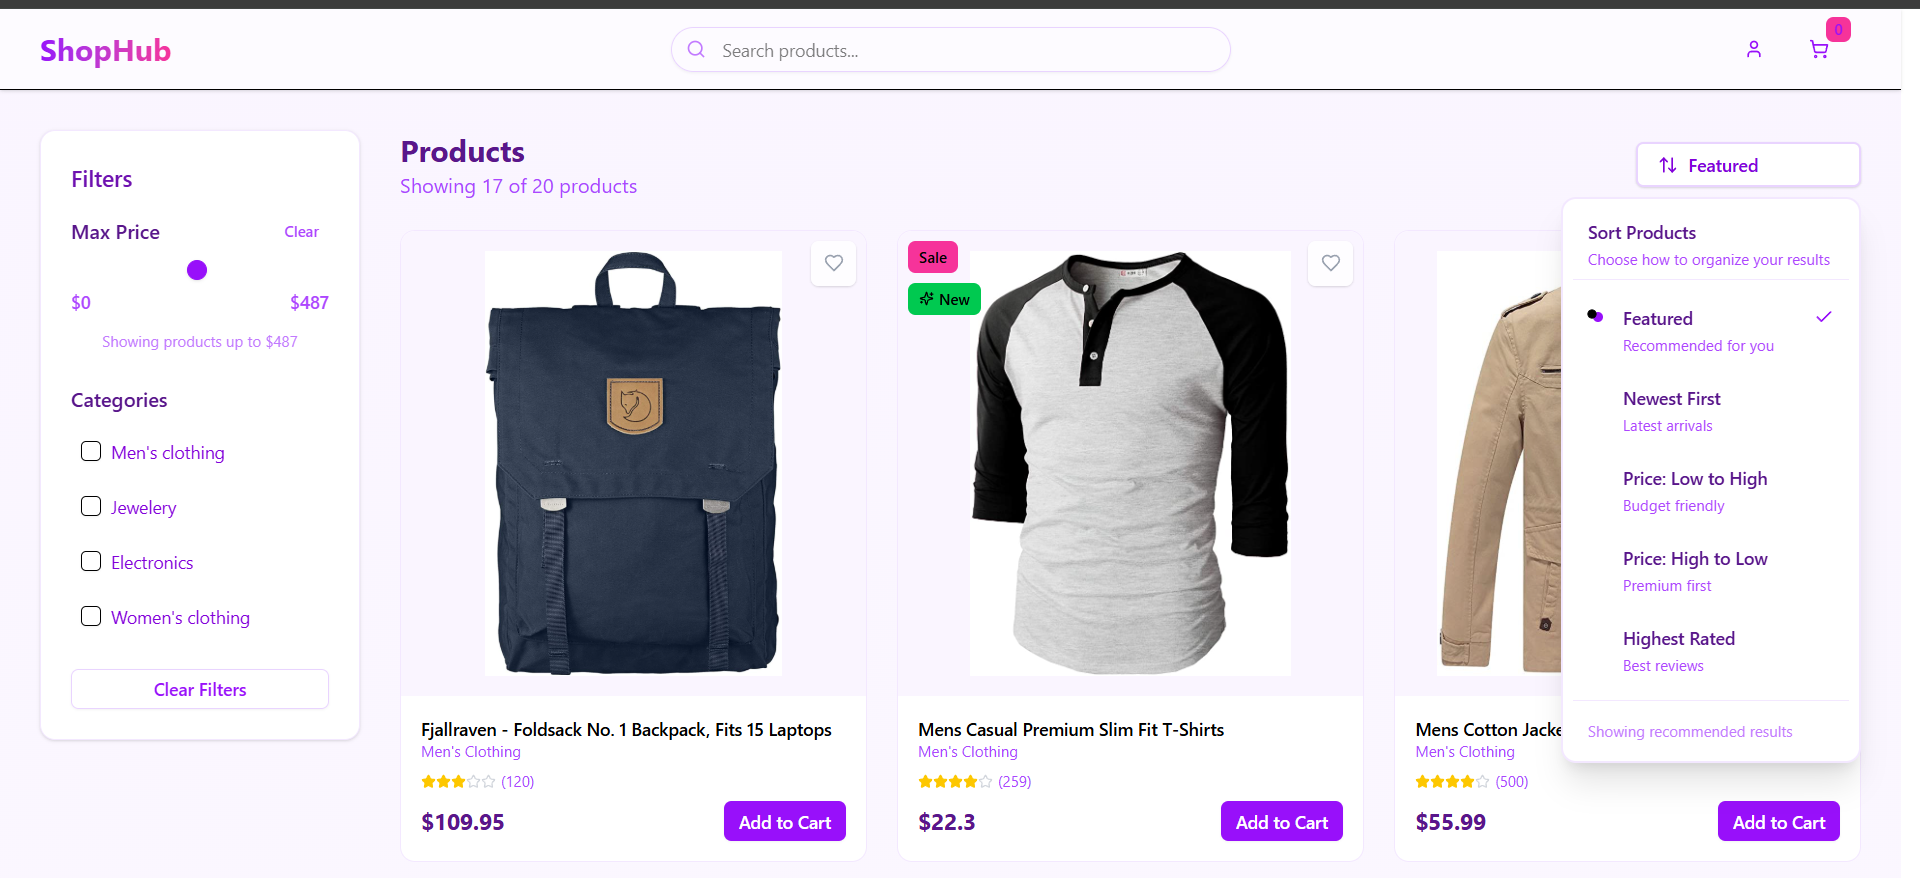 ShopHub
Search products...
0
Filters
Max Price
Clear
$0
$487
Showing products up to $487
Categories
Men's clothing
Jewelery
Electronics
Women's clothing
Clear Filters
Products
Showing 17 of 20 products
Featured
Sort Products
Choose how to organize your results
Featured
Recommended for you
Newest First
Latest arrivals
Price: Low to High
Budget friendly
Price: High to Low
Premium first
Highest Rated
Best reviews
Showing recommended results
Fjallraven - Foldsack No. 1 Backpack, Fits 15 Laptops
Men's Clothing
(120)
$109.95
Add to Cart
Sale
New
Mens Casual Premium Slim Fit T-Shirts
Men's Clothing
(259)
$22.3
Add to Cart
Mens Cotton Jacke
Men's Clothing
(500)
$55.99
Add to Cart